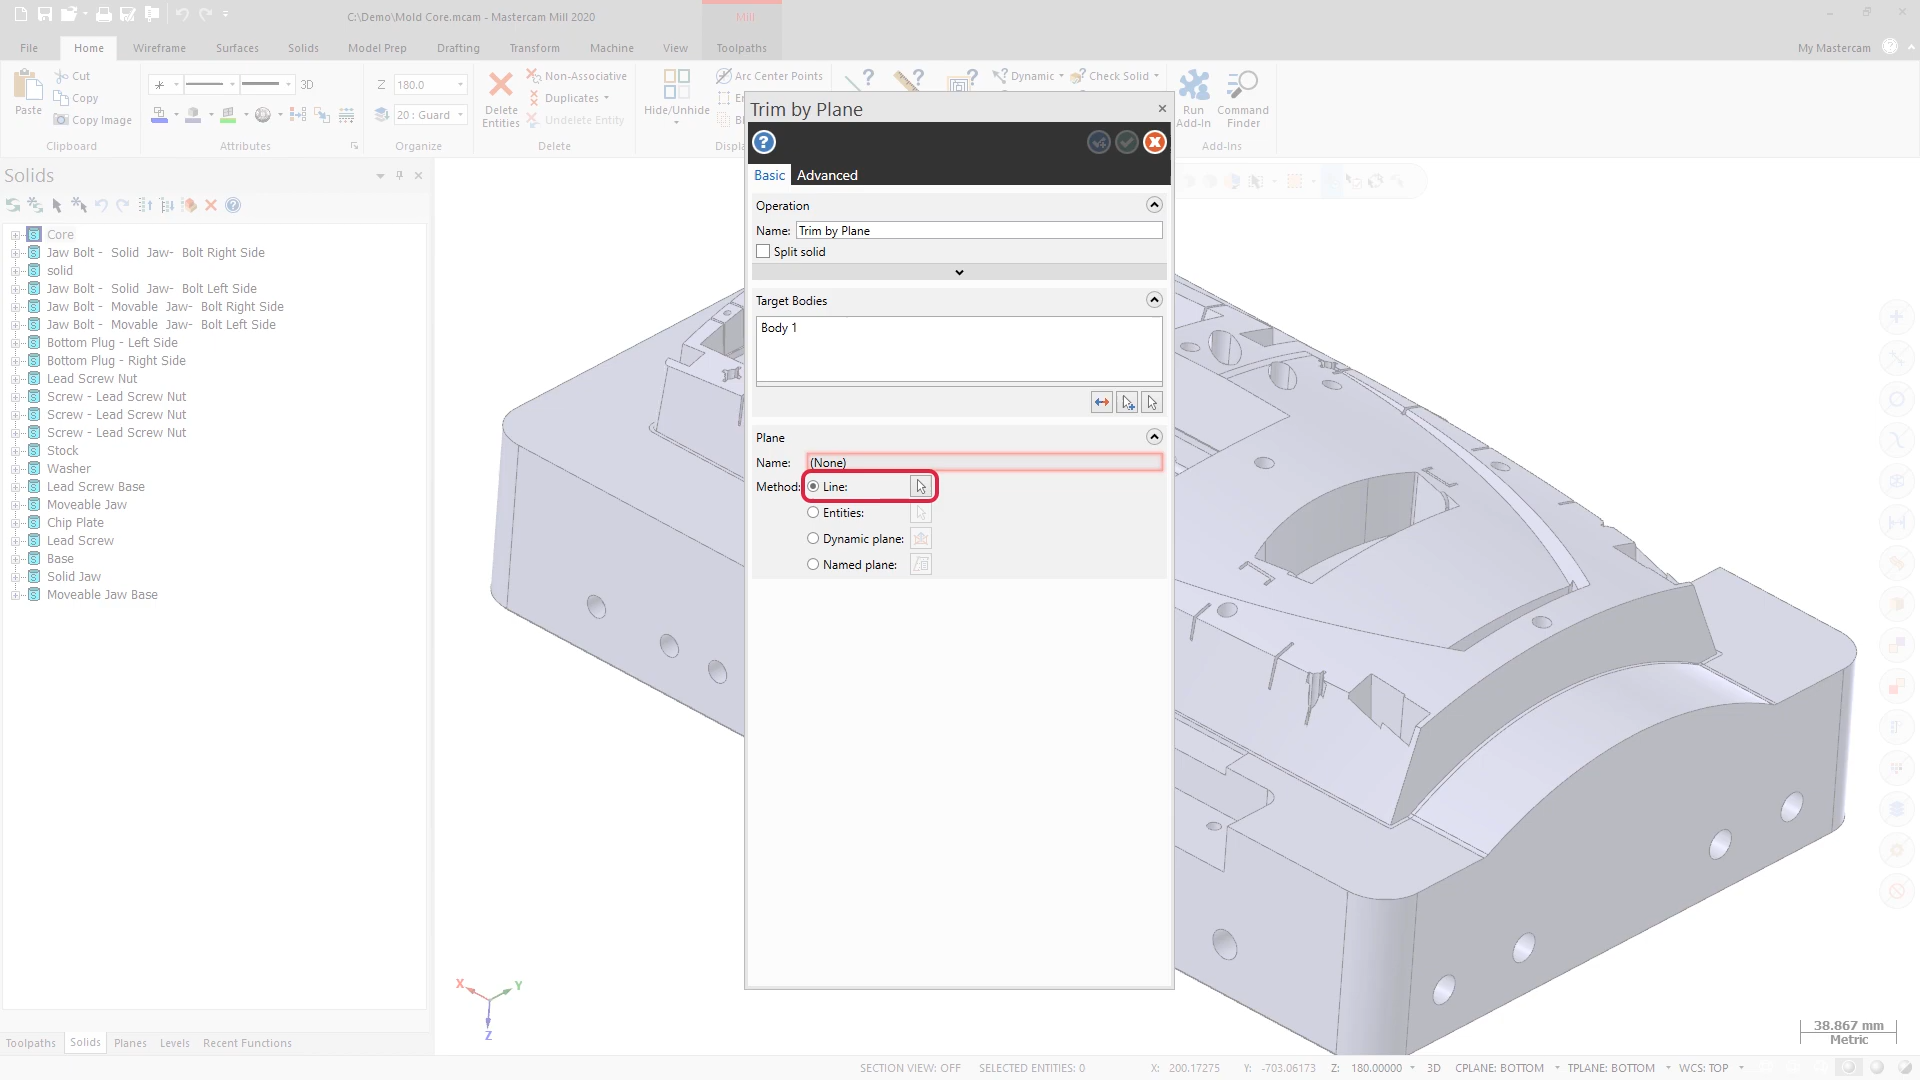 C:\Demo\Mold Core.mcam - Mastercam Mill 2020
Mill
File Home Wireframe Surfaces Solids Model Prep Drafting Transform Machine View Toolpaths My Mastercam
Paste
Cut
Copy
Copy Image
Clipboard
3D
Attributes
Z 180.0
20 : Guard
Organize
Delete
Entities
Non-Associative
Duplicates
Undelete Entity
Delete
Hide/Unhide
Arc Center Points
Dynamic
Check Solid
Run
Add-In
Command
Finder
Add-Ins
Solids
Core
Jaw Bolt - Solid Jaw- Bolt Right Side
solid
Jaw Bolt - Solid Jaw- Bolt Left Side
Jaw Bolt - Movable Jaw- Bolt Right Side
Jaw Bolt - Movable Jaw- Bolt Left Side
Bottom Plug - Left Side
Bottom Plug - Right Side
Lead Screw Nut
Screw - Lead Screw Nut
Screw - Lead Screw Nut
Screw - Lead Screw Nut
Stock
Washer
Lead Screw Base
Moveable Jaw
Chip Plate
Lead Screw
Base
Solid Jaw
Moveable Jaw Base
Toolpaths Solids Planes Levels Recent Functions
Trim by Plane
Basic Advanced
Operation
Name: Trim by Plane
Split solid
Target Bodies
Body 1
Plane
Name: (None)
Method: Line:
Entities:
Dynamic plane:
Named plane:
X Y
Z
38.867 mm
Metric
SECTION VIEW: OFF SELECTED ENTITIES: 0 X: 200.17275 Y: -703.06173 Z: 180.00000 3D CPLANE: BOTTOM TPLANE: BOTTOM WCS: TOP